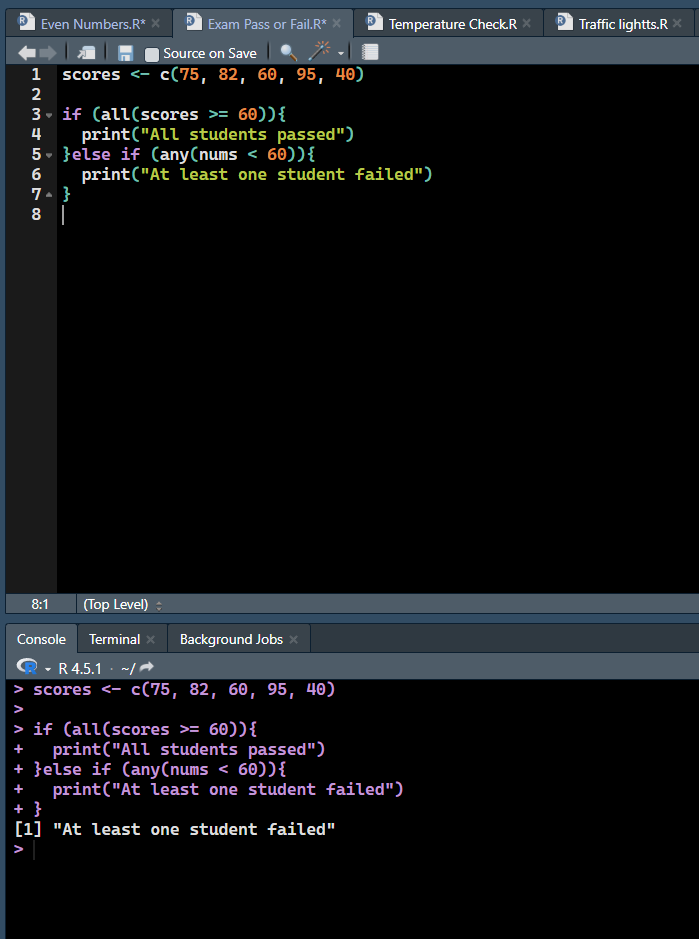 Even Numbers.R* Exam Pass or Fail.R* Temperature Check.R Traffic lightts.R
Source on Save
1 scores <- c(75, 82, 60, 95, 40)
2
3 if (all(scores >= 60)){
4 print("All students passed")
5 }else if (any(nums < 60)){
6 print("At least one student failed")
7 }
8
8:1 (Top Level)
Console Terminal Background Jobs
R 4.5.1 · ~/
> scores <- c(75, 82, 60, 95, 40)
>
> if (all(scores >= 60)){
+ print("All students passed")
+ }else if (any(nums < 60)){
+ print("At least one student failed")
+ }
[1] "At least one student failed"
>